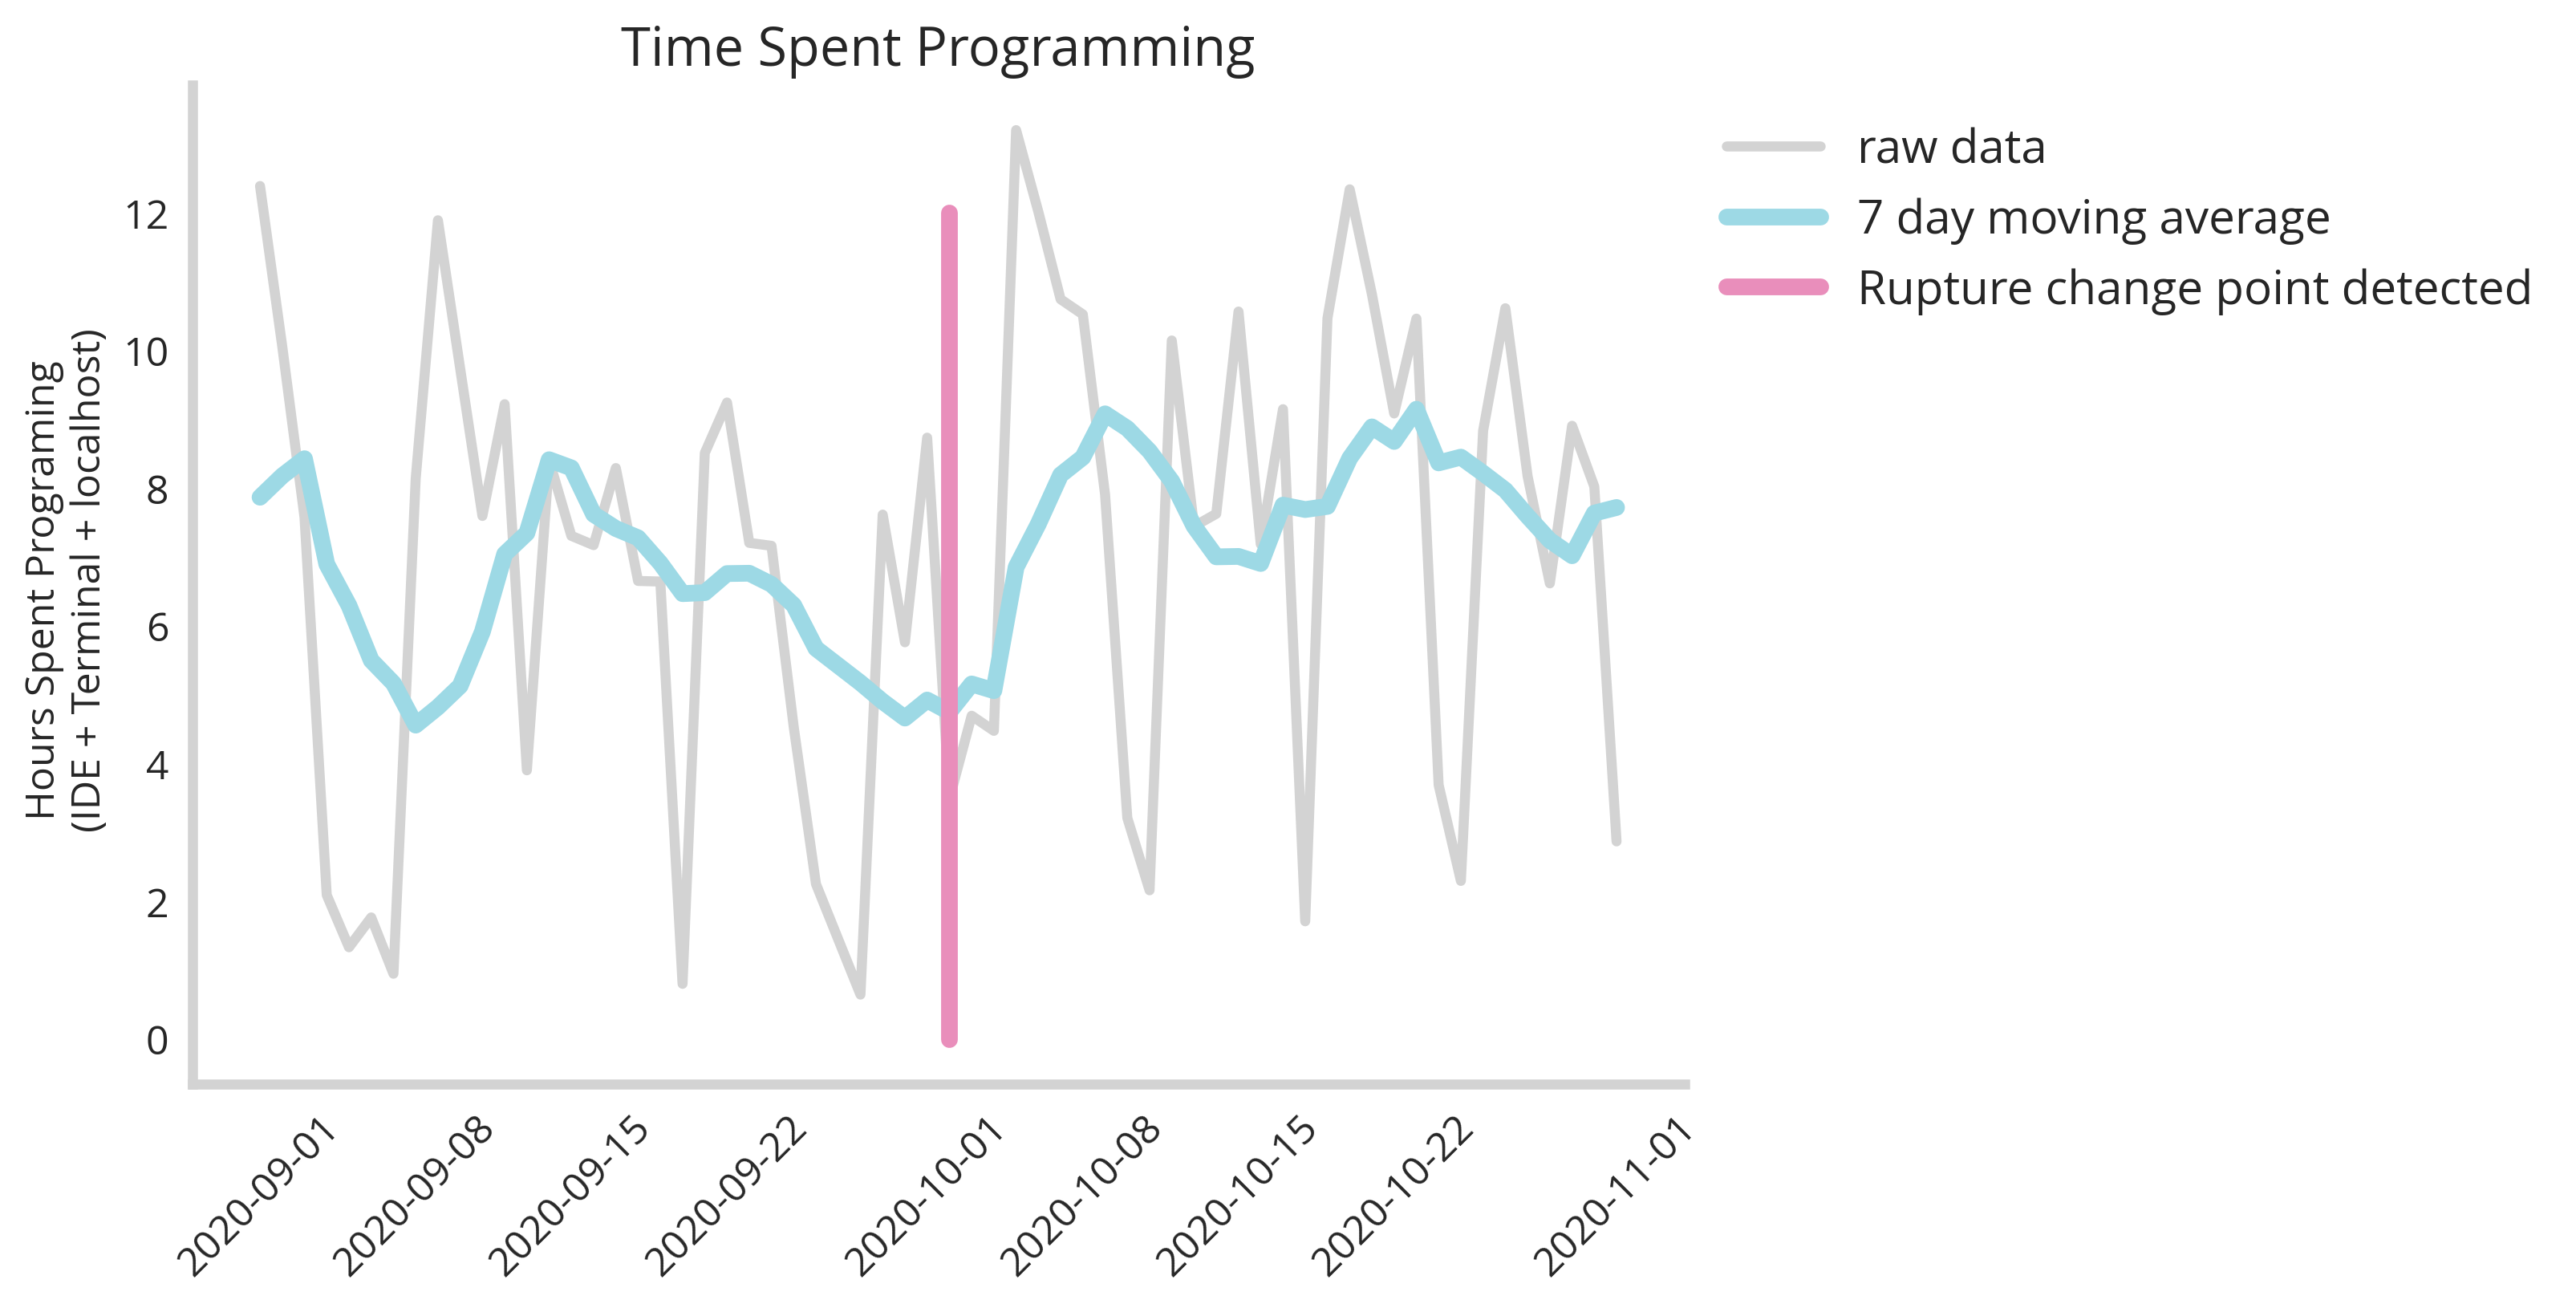 Time Spent Programming
Hours Spent Programing
(IDE + Terminal + localhost)
12
10
8
6
4
2
0
2020-09-01
2020-09-08
2020-09-15
2020-09-22
2020-10-01
2020-10-08
2020-10-15
2020-10-22
2020-11-01
raw data
7 day moving average
Rupture change point detected